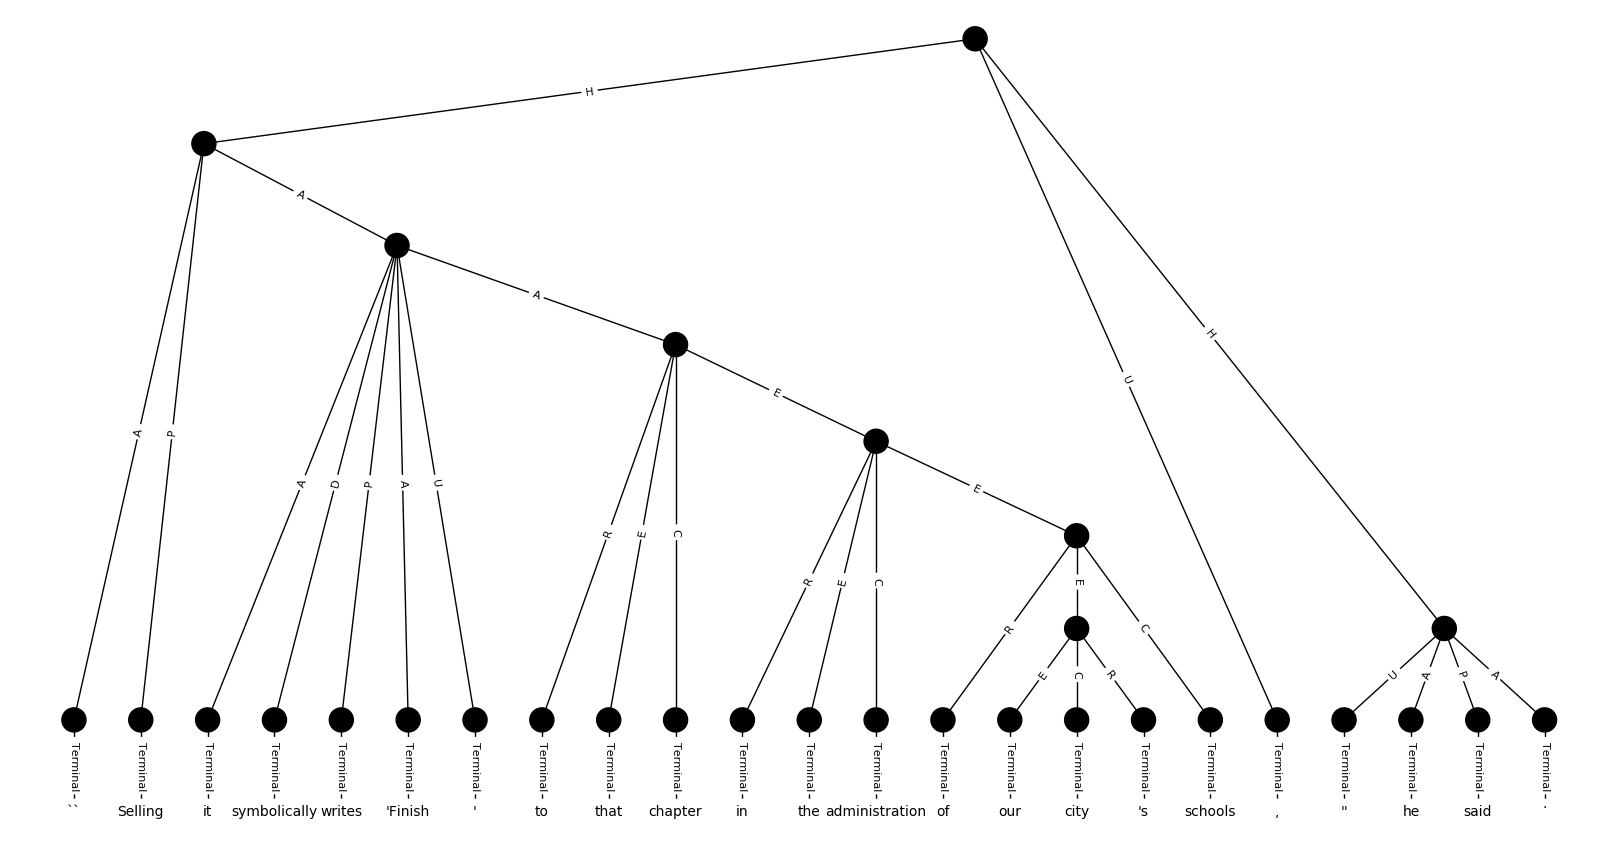 H
A
A
E
H
U
A P
E
A D P A U
R E C
R E C
E
R C
E C R
U A P A
Terminal Terminal Terminal Terminal Terminal Terminal Terminal Terminal Terminal Terminal Terminal Terminal Terminal Terminal Terminal Terminal Terminal Terminal Terminal Terminal Terminal Terminal Terminal
`` Selling it symbolically writes 'Finish ' to that chapter in the administration of our city 's schools , " he said .